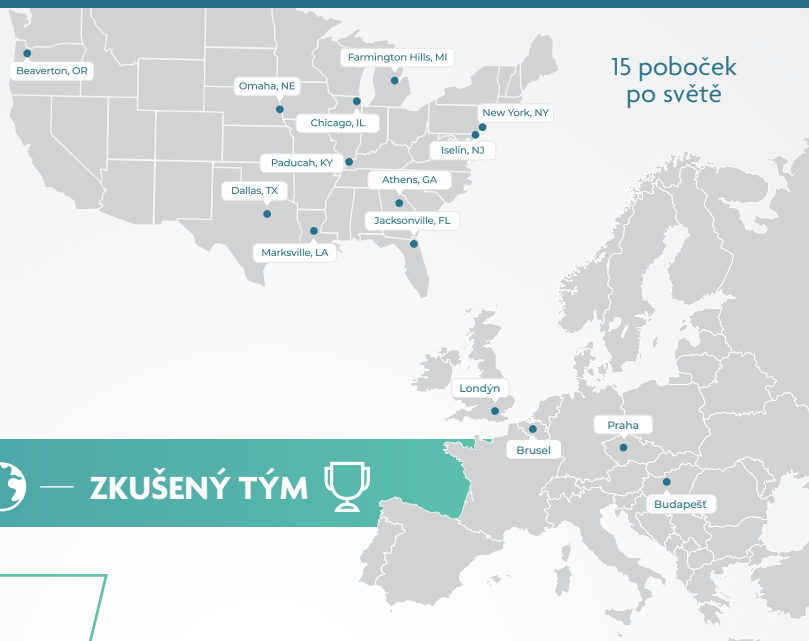 15 poboček
po světě
Farmington Hills, MI
Beaverton, OR
Omaha, NE
New York, NY
Chicago, IL
Iselin, NJ
Paducah, KY
Athens, GA
Dallas, TX
Jacksonville, FL
Marksville, LA
Londýn
Praha
Brusel
ZKUŠENÝ TÝM
Budapešť